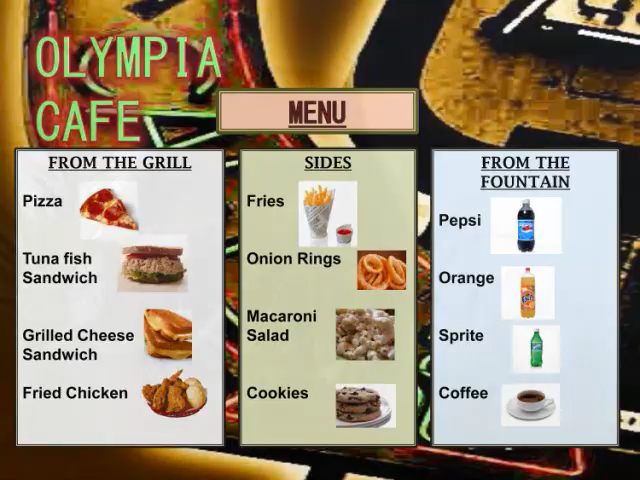 OLYMPIA
CAFE
MENU
FROM THE GRILL
Pizza
Tuna fish
Sandwich
Grilled Cheese
Sandwich
Fried Chicken
SIDES
Fries
Onion Rings
Macaroni
Salad
Cookies
FROM THE
FOUNTAIN
Pepsi
Orange
Sprite
Coffee